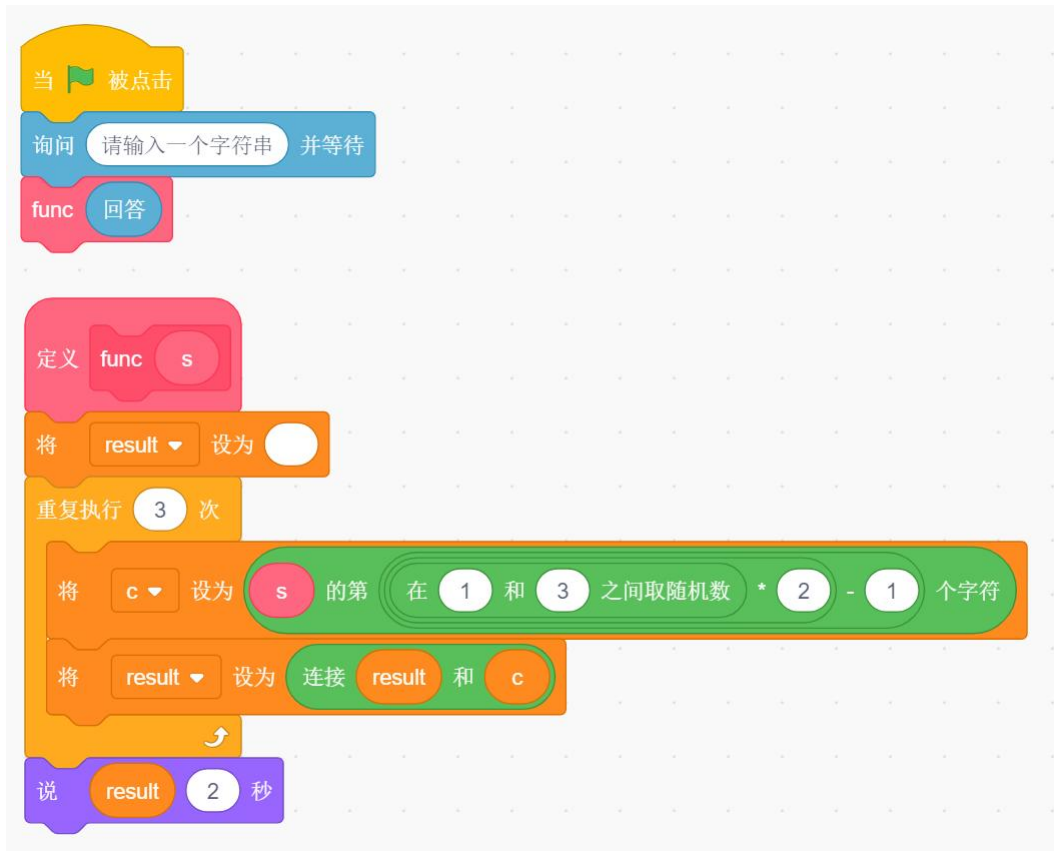 当 被点击
询问 请输入一个字符串 并等待
func 回答
定义 func s
将 result 设为
重复执行 3 次
将 c 设为 s 的第 在 1 和 3 之间取随机数 * 2 - 1 个字符
将 result 设为 连接 result 和 c
说 result 2 秒